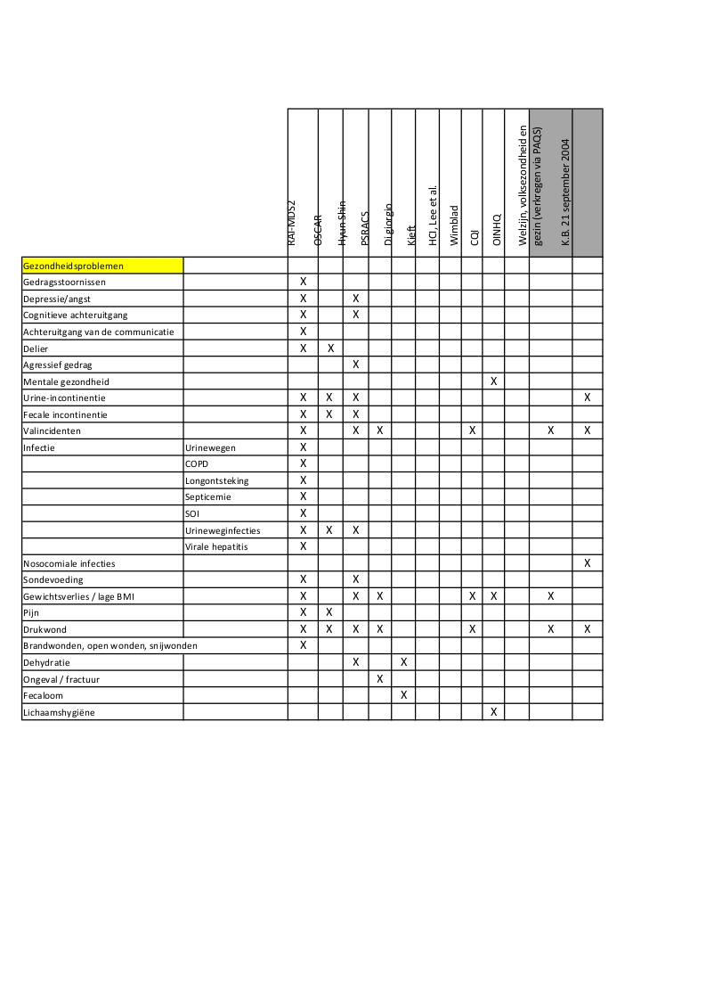 RAI-MDS2
OSCAR
Hyun Shin
PSRACS
Di giorgio
Kieft
HCI, Lee et al.
Wimblad
CQI
OINHQ
Welzijn, volksezondheid en
gezin (verkregen via PAQS)
K.B. 21 september 2004
Gezondheidsproblemen
Gedragsstoornissen X
Depressie/angst X X
Cognitieve achteruitgang X X
Achteruitgang van de communicatie X
Delier X X
Agressief gedrag X
Mentale gezondheid X
Urine-incontinentie X X X X
Fecale incontinentie X X X
Valincidenten X X X X X X
Infectie Urinewegen X
COPD X
Longontsteking X
Septicemie X
SOI X
Urineweginfecties X X X
Virale hepatitis X
Nosocomiale infecties X
Sondevoeding X X
Gewichtsverlies / lage BMI X X X X X X
Pijn X X
Drukwond X X X X X X X
Brandwonden, open wonden, snijwonden X
Dehydratie X X
Ongeval / fractuur X
Fecaloom X
Lichaamshygiëne X